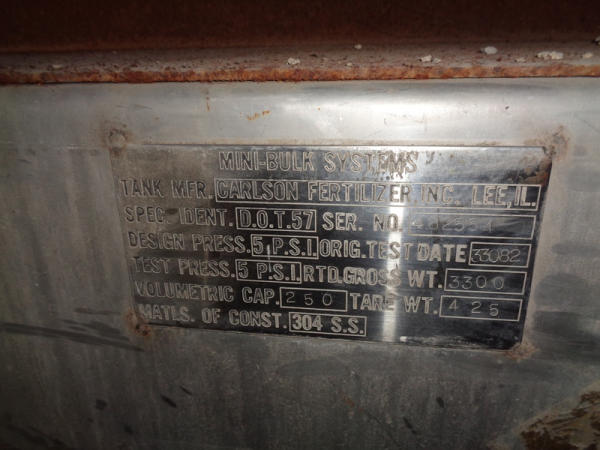 MINI-BULK SYSTEMS
TANK MFR. CARLSON FERTILIZER INC. LEE, IL.
SPEC. IDENT. D.O.T. 57 SER. NO.
DESIGN PRESS. 5 P.S.I. ORIG. TEST DATE 33082
TEST PRESS. 5 P.S.I. RTD. GROSS WT. 3300
VOLUMETRIC CAP. 250 TARE WT. 425
MATLS. OF CONST. 304 S.S.